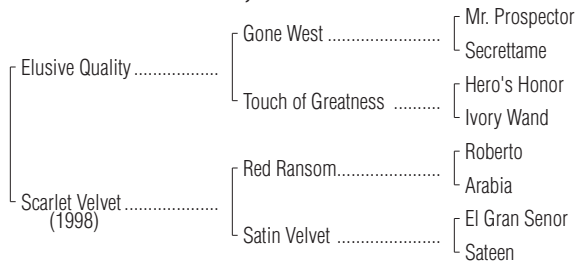 Mr. Prospector
Gone West ........................
Secrettame
Elusive Quality ..................
Hero's Honor
Touch of Greatness ..........
Ivory Wand
Roberto
Red Ransom......................
Arabia
Scarlet Velvet ....................
(1998)
El Gran Senor
Satin Velvet ......................
Sateen